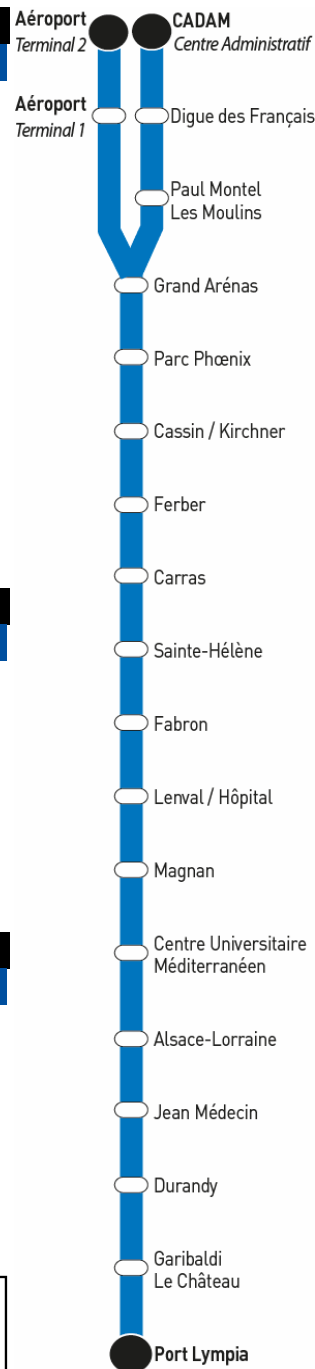 Aéroport
Terminal 2
CADAM
Centre Administratif
Aéroport
Terminal 1
Digue des Français
Paul Montel
Les Moulins
Grand Arénas
Parc Phœnix
Cassin / Kirchner
Ferber
Carras
Sainte-Hélène
Fabron
Lenval / Hôpital
Magnan
Centre Universitaire
Méditerranéen
Alsace-Lorraine
Jean Médecin
Durandy
Garibaldi
Le Château
Port Lympia